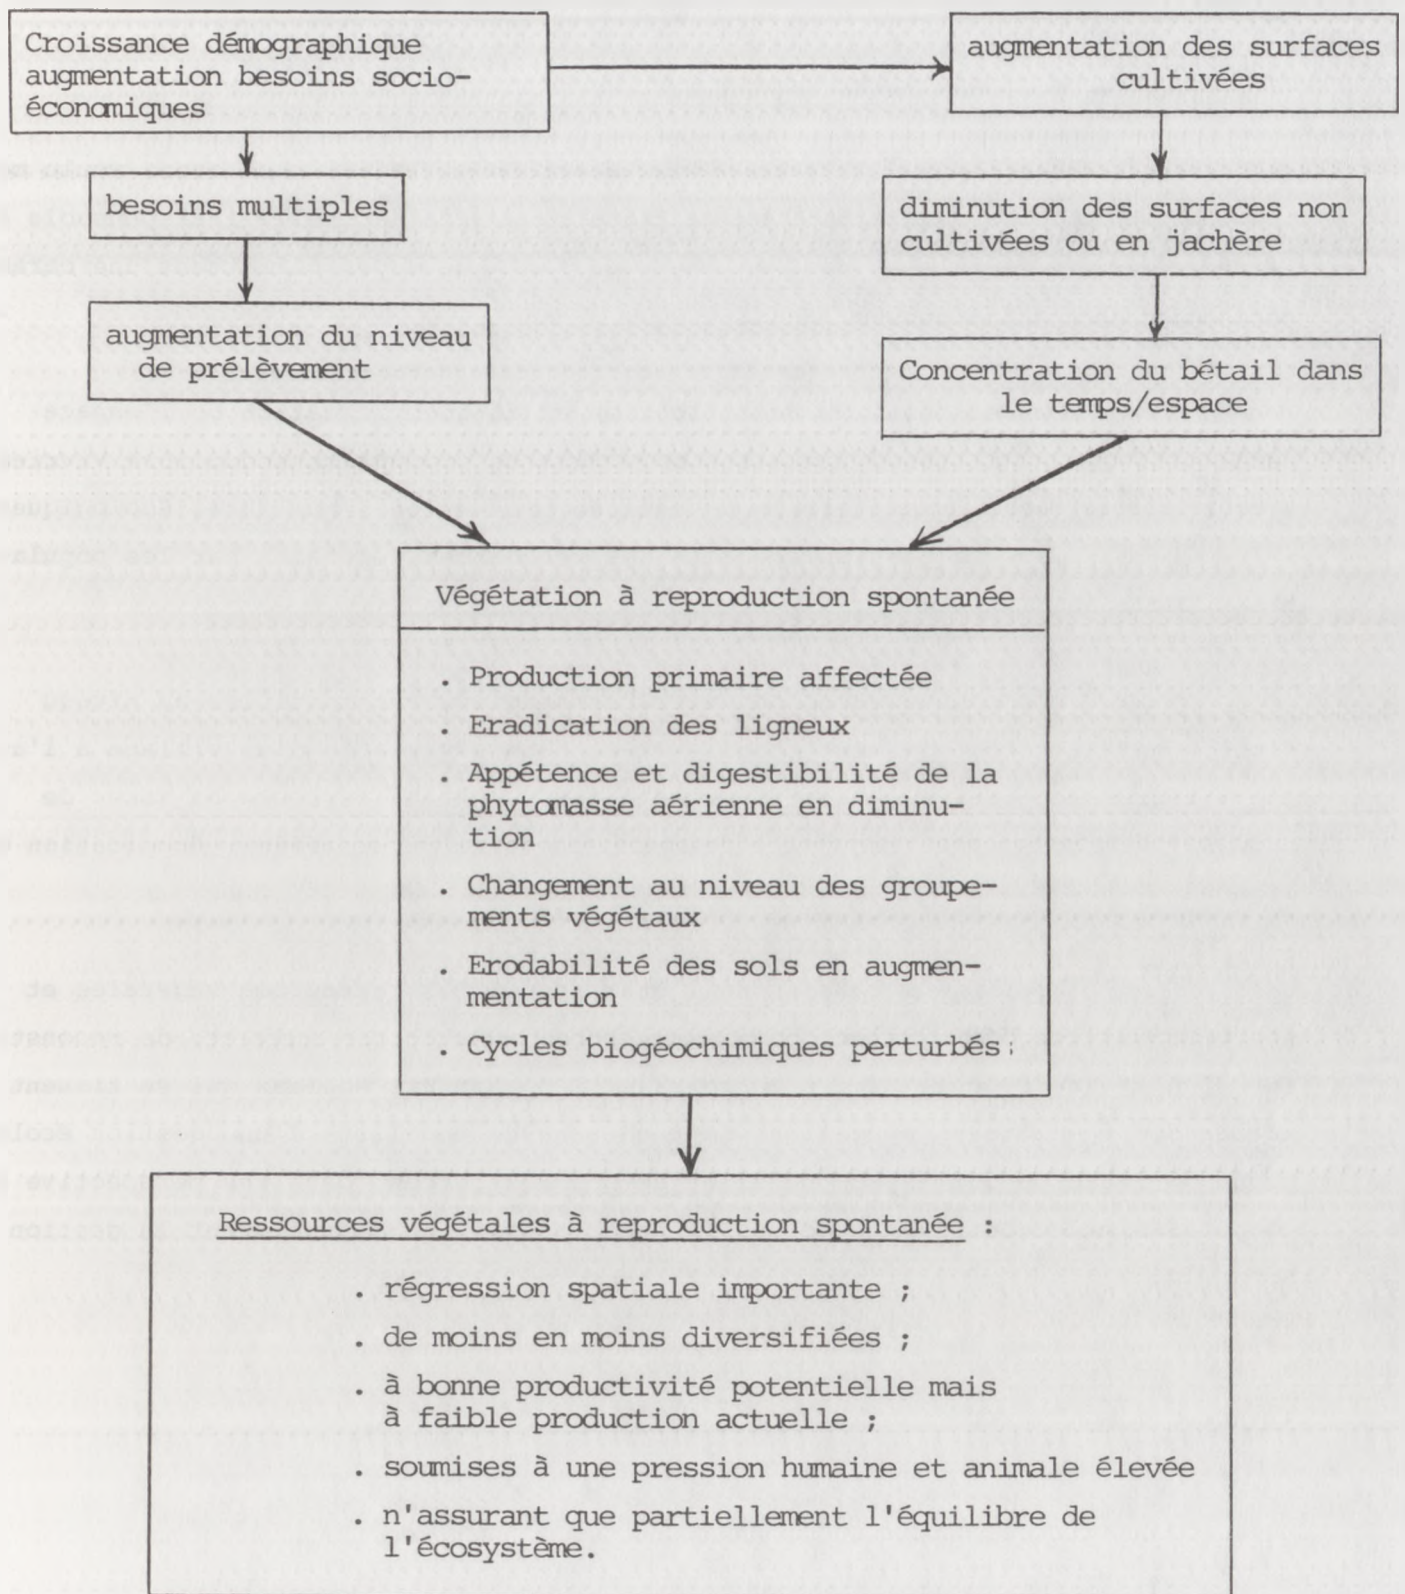 Croissance démographique
augmentation besoins socio-
économiques
augmentation des surfaces
cultivées
besoins multiples
diminution des surfaces non
cultivées ou en jachère
augmentation du niveau
de prélèvement
Concentration du bétail dans
le temps/espace
Végétation à reproduction spontanée
. Production primaire affectée
. Eradication des ligneux
. Appétence et digestibilité de la
phytomasse aérienne en diminu-
tion
. Changement au niveau des groupe-
ments végétaux
. Erodabilité des sols en augmen-
mentation
. Cycles biogéochimiques perturbés;
Ressources végétales à reproduction spontanée :
. régression spatiale importante ;
. de moins en moins diversifiées ;
. à bonne productivité potentielle mais
à faible production actuelle ;
. soumises à une pression humaine et animale élevée
. n'assurant que partiellement l'équilibre de
l'écosystème.